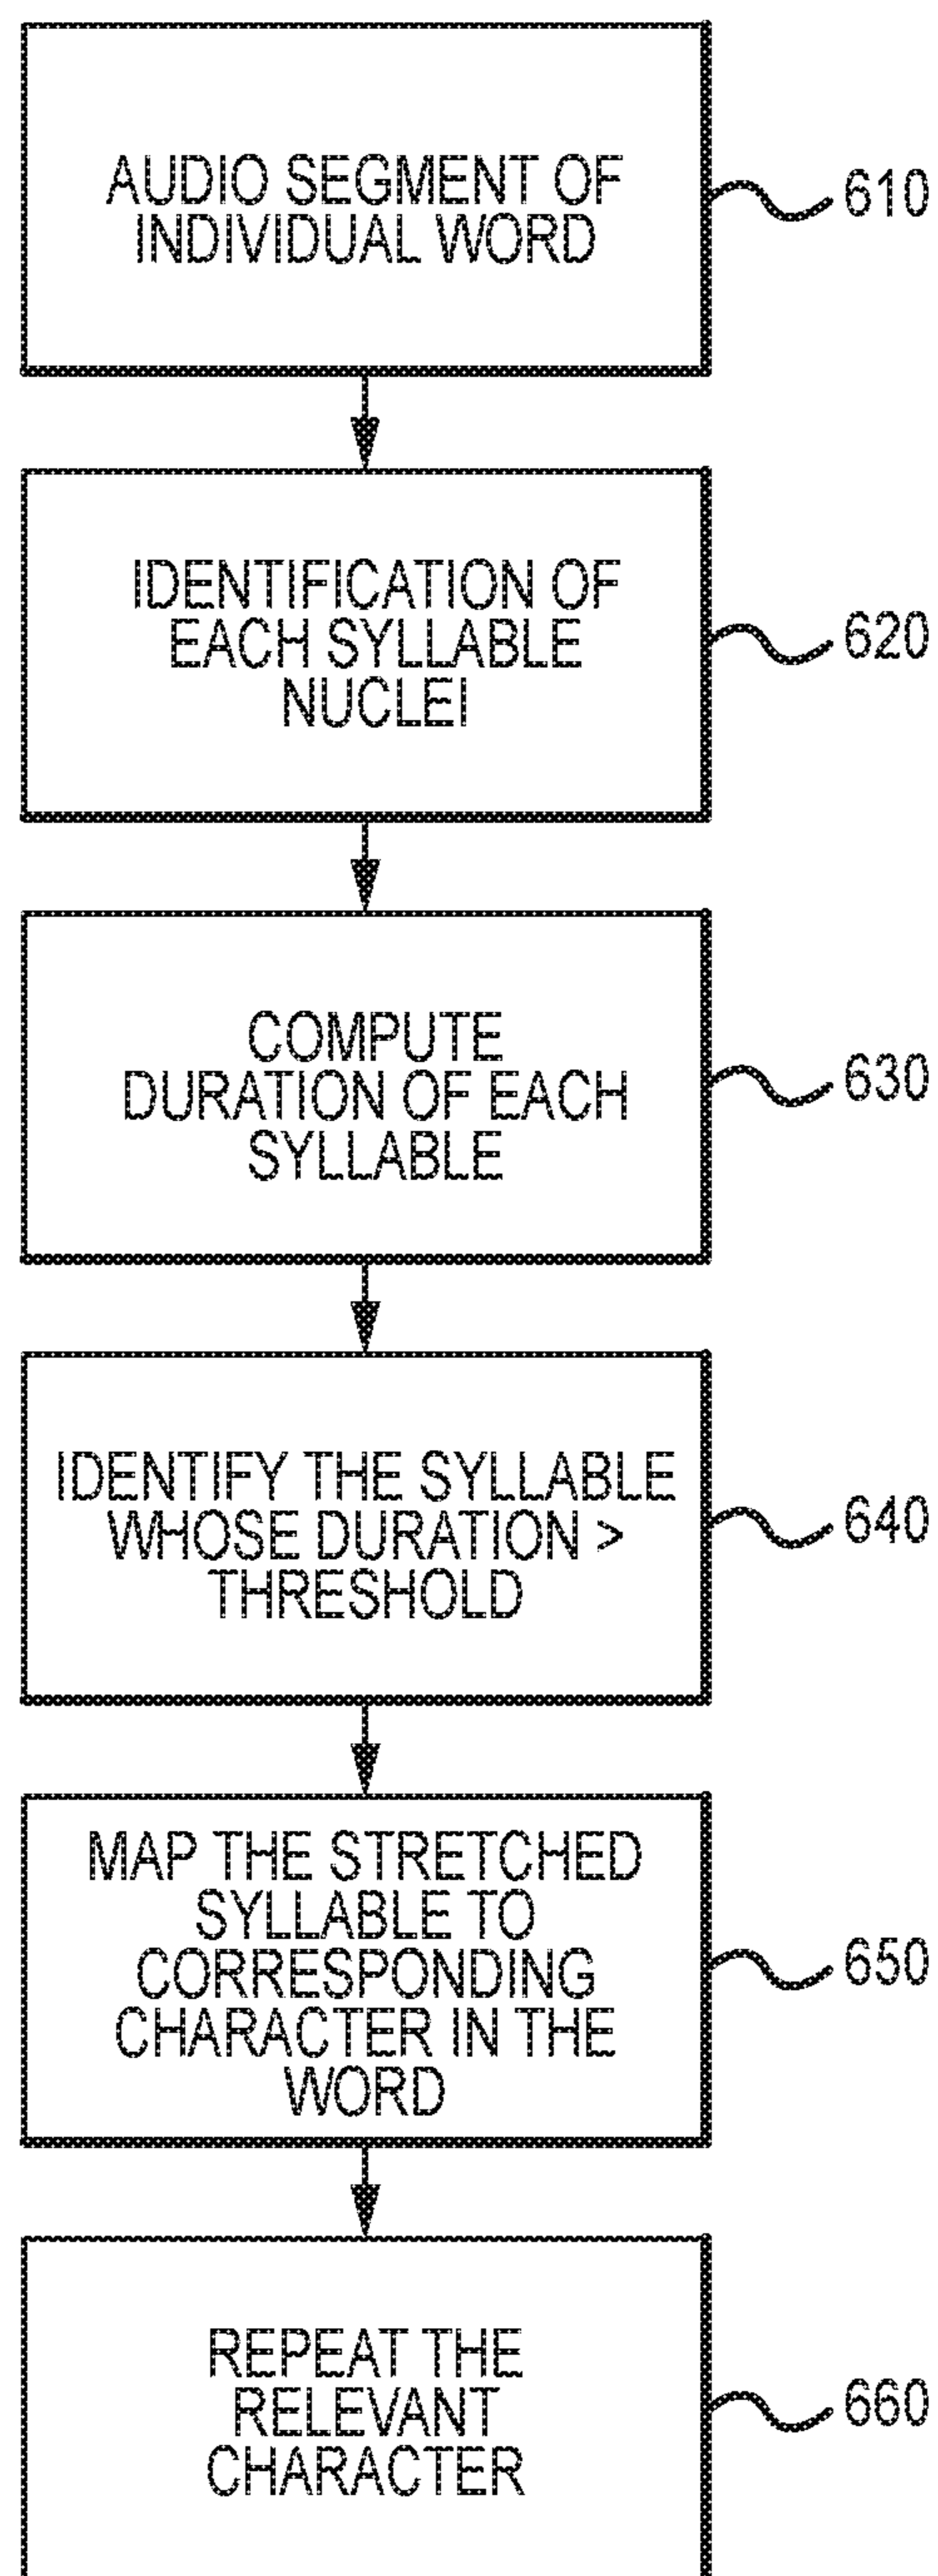 AUDIO SEGMENT OF
INDIVIDUAL WORD
610
IDENTIFICATION OF
EACH SYLLABLE
NUCLEI
620
COMPUTE
DURATION OF EACH
SYLLABLE
630
IDENTIFY THE SYLLABLE
WHOSE DURATION >
THRESHOLD
640
MAP THE STRETCHED
SYLLABLE TO
CORRESPONDING
CHARACTER IN THE
WORD
650
REPEAT THE
RELEVANT
CHARACTER
660